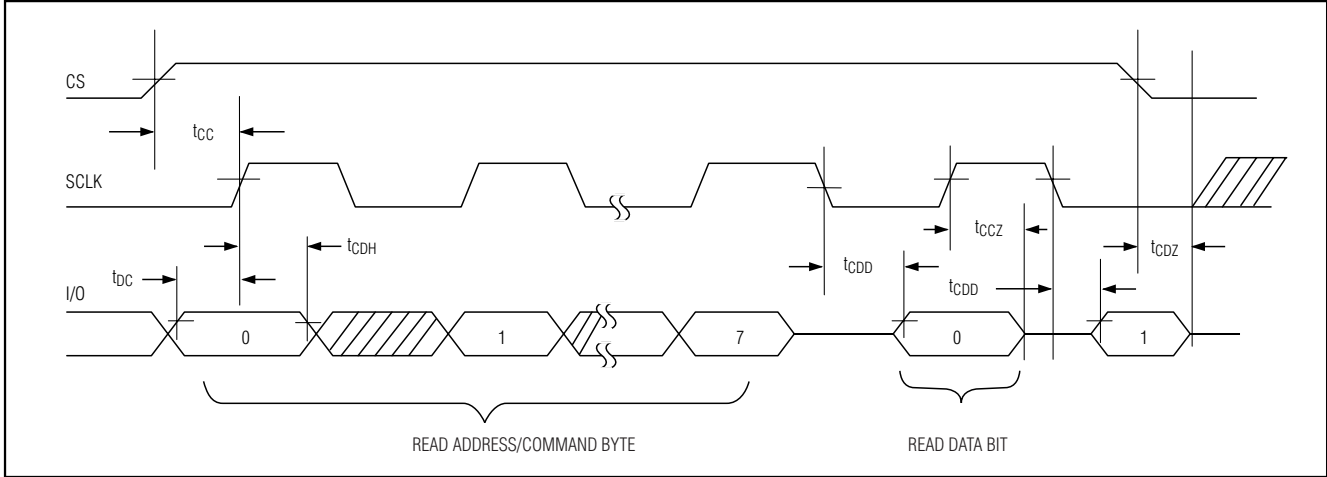 CS
tCC
SCLK
tCCZ
tCDH
tCDD
tCDZ
tDC
tCDD
I/O
0
1
7
0
1
READ ADDRESS/COMMAND BYTE
READ DATA BIT